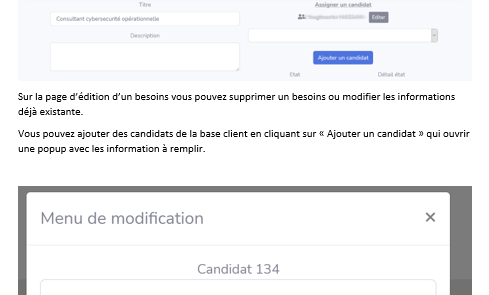 Titre
Assigner un candidat
Consultant cybersecurité opérationnelle
Editer
Description
Ajouter un candidat
Etat
Détail état
Sur la page d’édition d’un besoins vous pouvez supprimer un besoins ou modifier les informations
déjà existante.
Vous pouvez ajouter des candidats de la base client en cliquant sur « Ajouter un candidat » qui ouvrir
une popup avec les information à remplir.
Menu de modification
×
Candidat 134